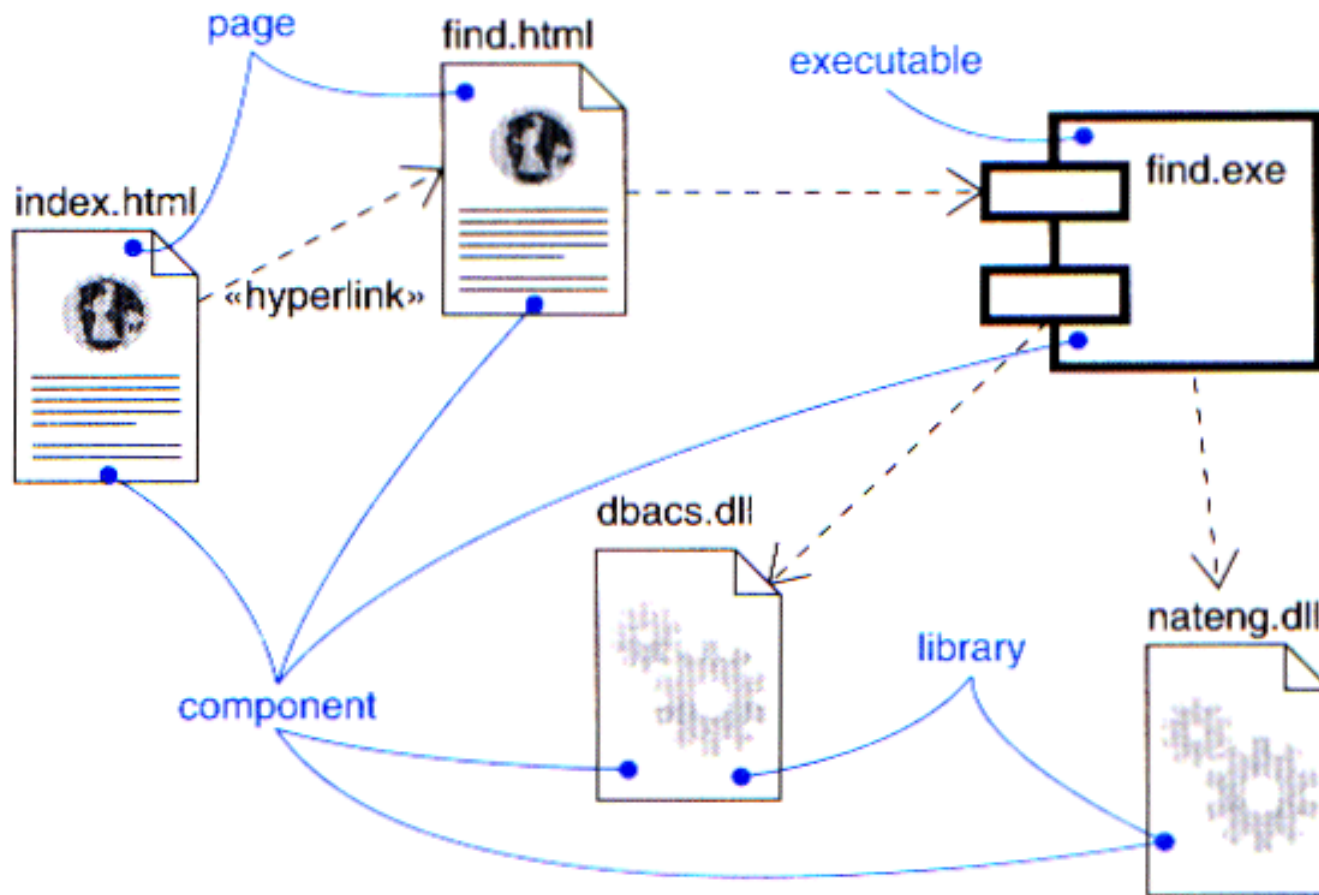 page
find.html
executable
find.exe
index.html
«hyperlink»
dbacs.dll
nateng.dll
library
component